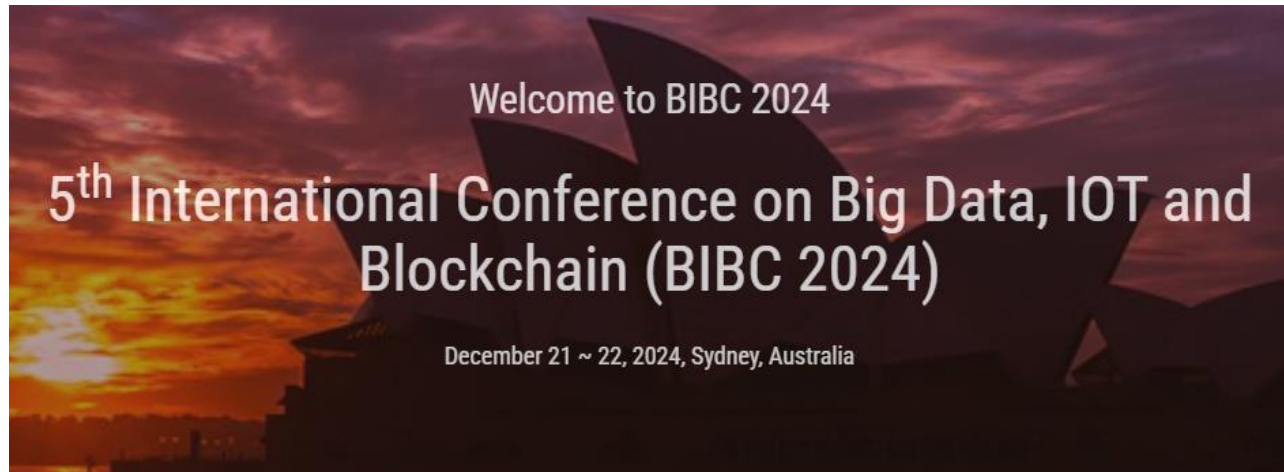 Welcome to BIBC 2024
5th International Conference on Big Data, IOT and
Blockchain (BIBC 2024)
December 21 ~ 22, 2024, Sydney, Australia